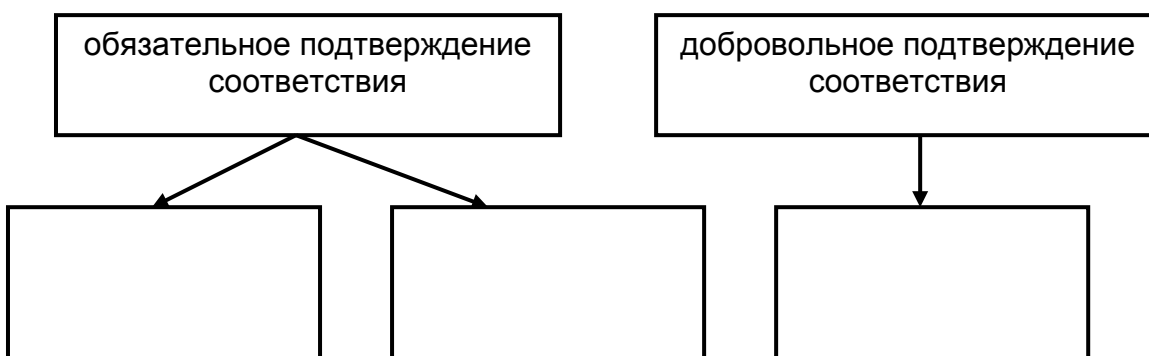 обязательное подтверждение
соответствия
добровольное подтверждение
соответствия